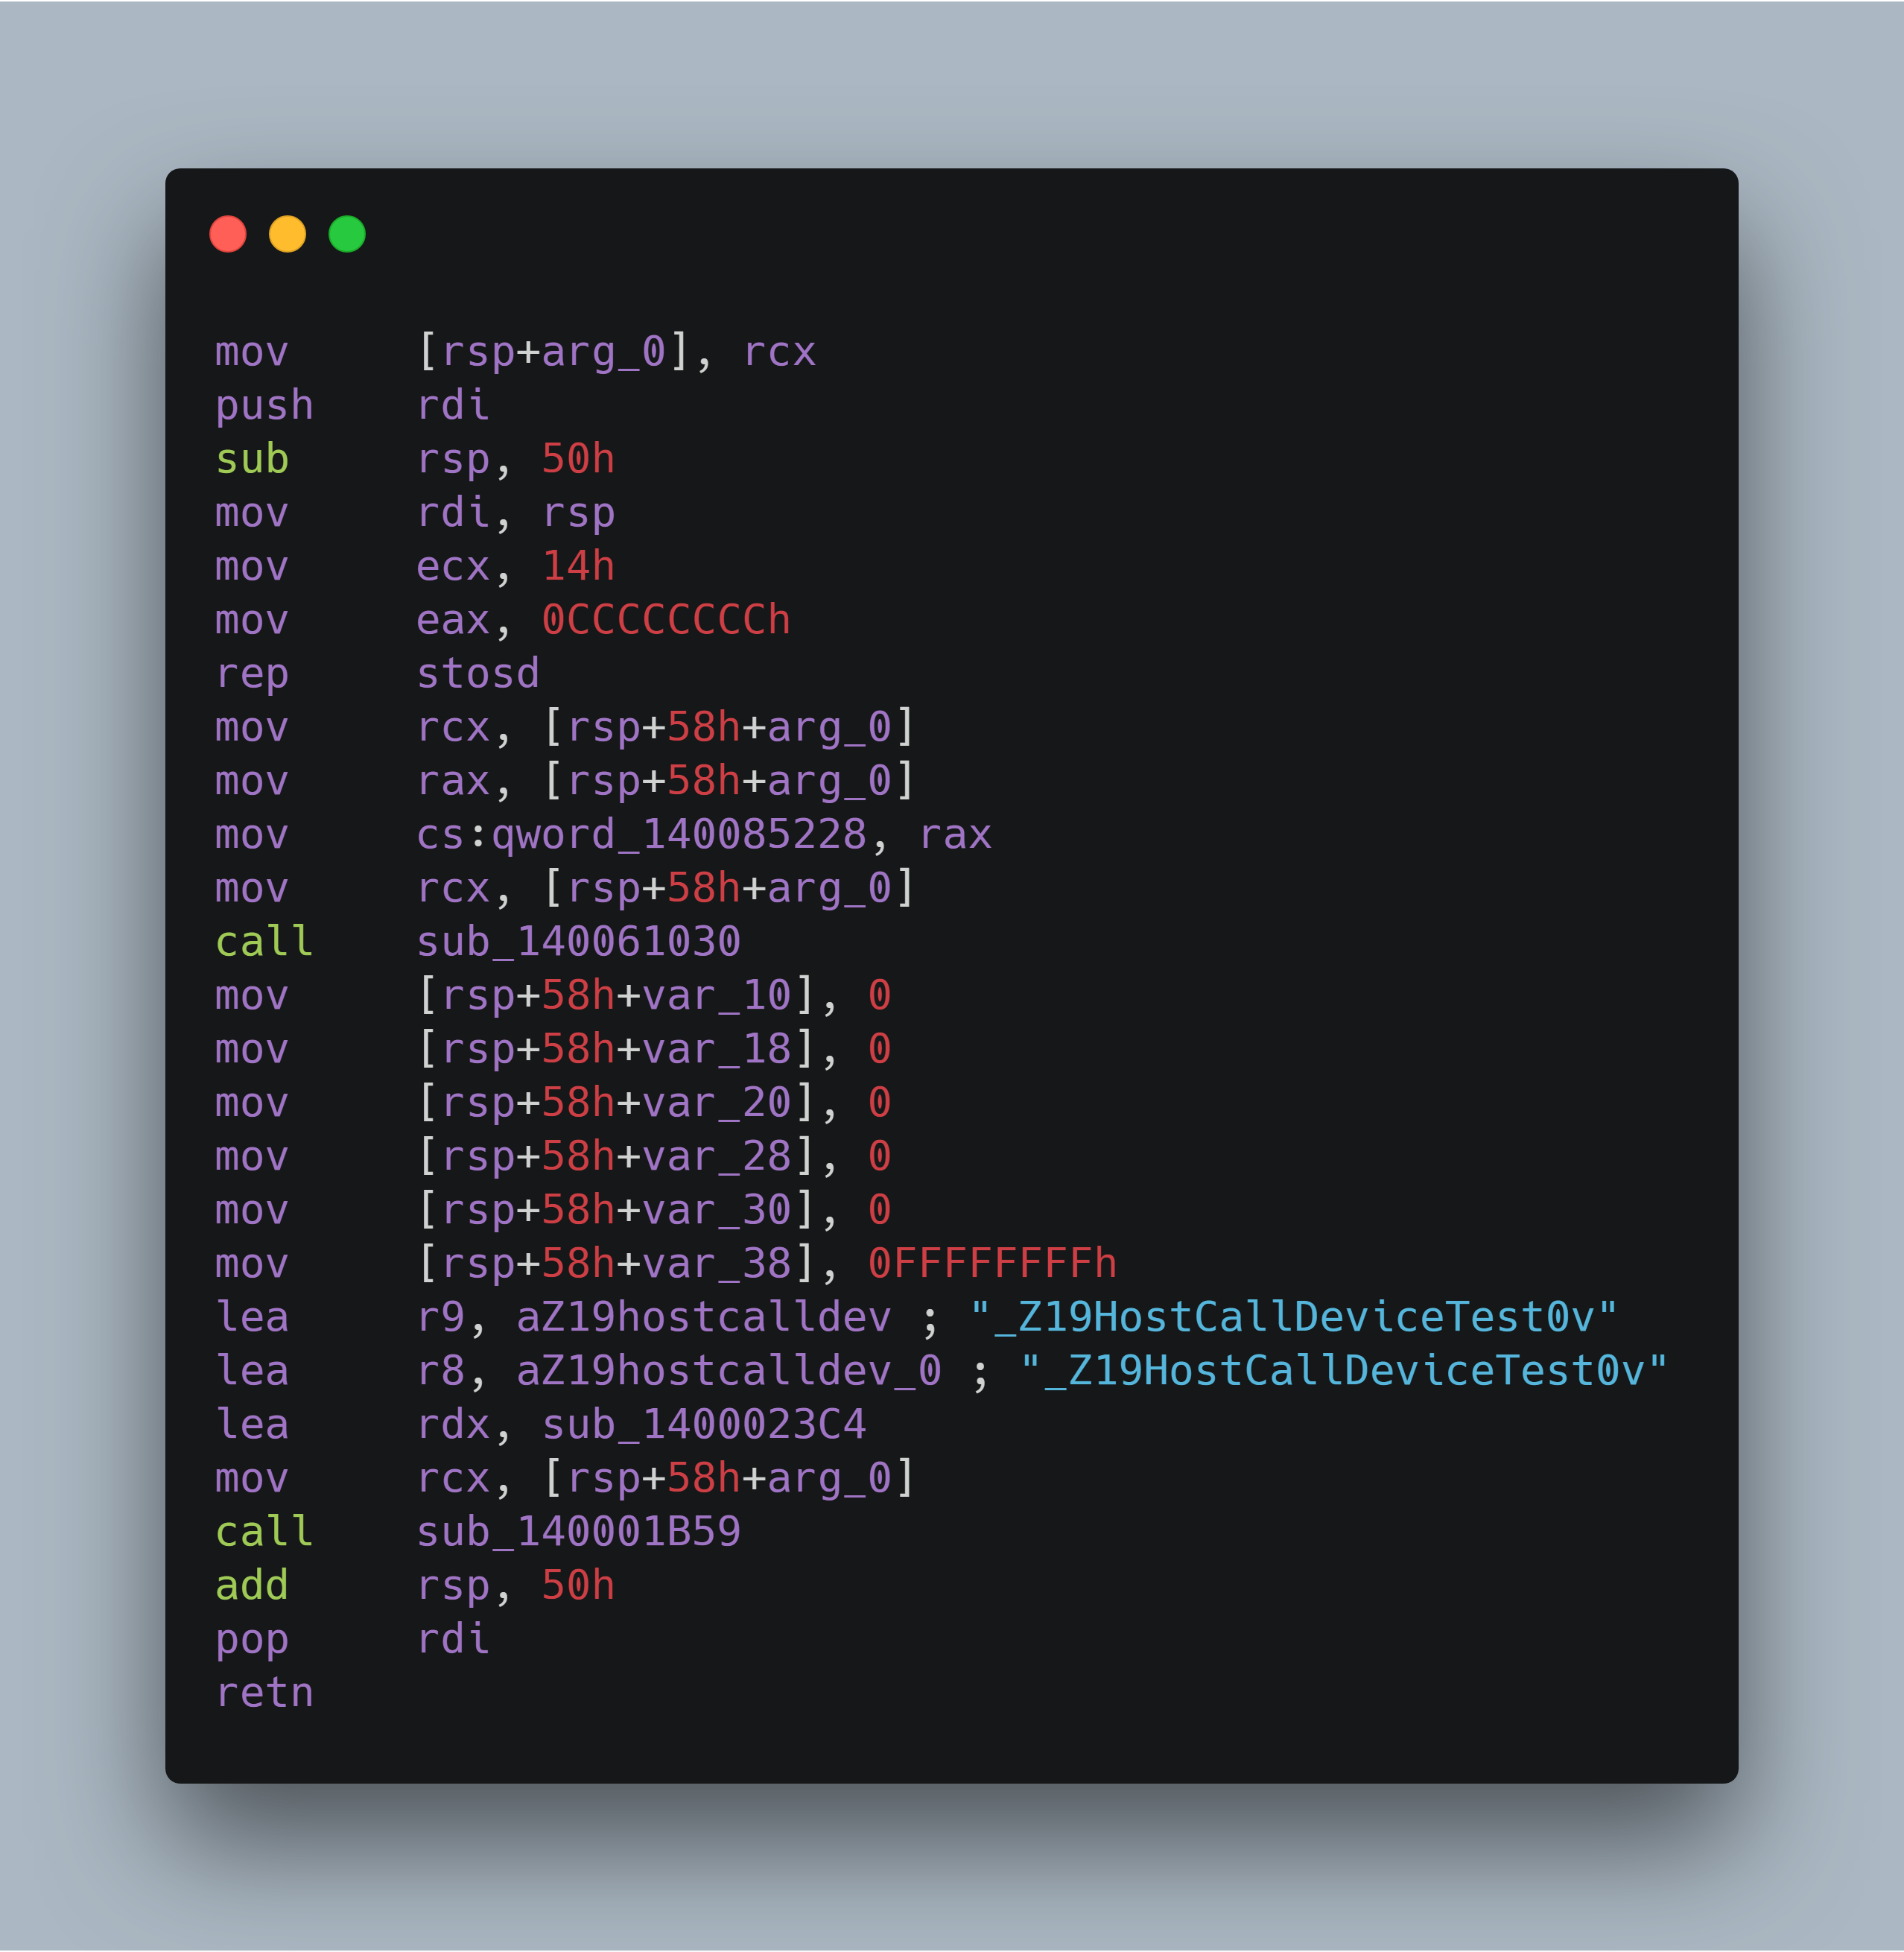 mov     [rsp+arg_0], rcx
push    rdi
sub     rsp, 50h
mov     rdi, rsp
mov     ecx, 14h
mov     eax, 0CCCCCCCCh
rep     stosd
mov     rcx, [rsp+58h+arg_0]
mov     rax, [rsp+58h+arg_0]
mov     cs:qword_140085228, rax
mov     rcx, [rsp+58h+arg_0]
call    sub_140061030
mov     [rsp+58h+var_10], 0
mov     [rsp+58h+var_18], 0
mov     [rsp+58h+var_20], 0
mov     [rsp+58h+var_28], 0
mov     [rsp+58h+var_30], 0
mov     [rsp+58h+var_38], 0FFFFFFFFh
lea     r9, aZ19hostcalldev ; "_Z19HostCallDeviceTest0v"
lea     r8, aZ19hostcalldev_0 ; "_Z19HostCallDeviceTest0v"
lea     rdx, sub_1400023C4
mov     rcx, [rsp+58h+arg_0]
call    sub_140001B59
add     rsp, 50h
pop     rdi
retn